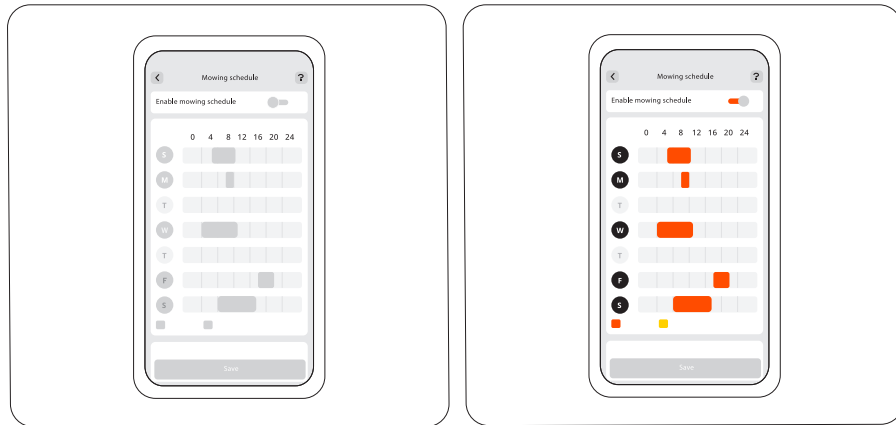 Mowing schedule ?
Enable mowing schedule
0 4 8 12 16 20 24
S
M
T
W
T
F
S
Save
Mowing schedule ?
Enable mowing schedule
0 4 8 12 16 20 24
S
M
T
W
T
F
S
Save